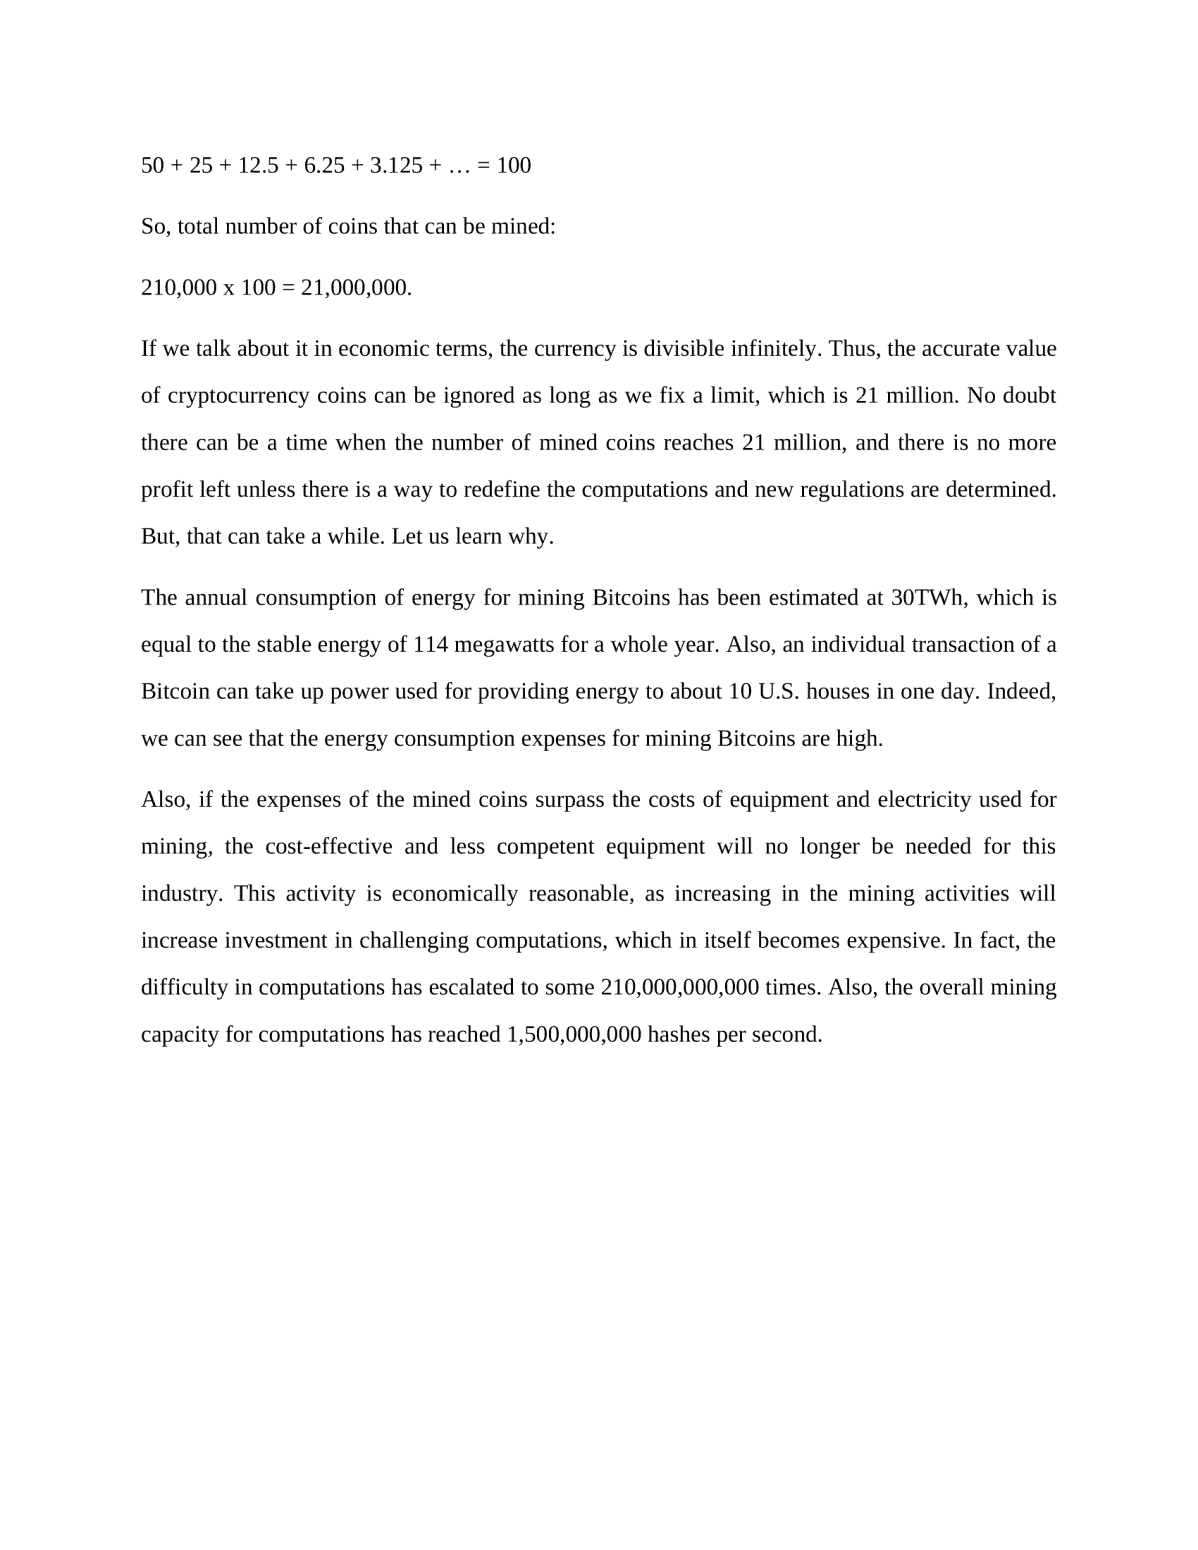 50 + 25 + 12.5 + 6.25 + 3.125 + … = 100
So, total number of coins that can be mined:
210,000 x 100 = 21,000,000.
If we talk about it in economic terms, the currency is divisible infinitely. Thus, the accurate value
of cryptocurrency coins can be ignored as long as we fix a limit, which is 21 million. No doubt
there can be a time when the number of mined coins reaches 21 million, and there is no more
profit left unless there is a way to redefine the computations and new regulations are determined.
But, that can take a while. Let us learn why.
The annual consumption of energy for mining Bitcoins has been estimated at 30TWh, which is
equal to the stable energy of 114 megawatts for a whole year. Also, an individual transaction of a
Bitcoin can take up power used for providing energy to about 10 U.S. houses in one day. Indeed,
we can see that the energy consumption expenses for mining Bitcoins are high.
Also, if the expenses of the mined coins surpass the costs of equipment and electricity used for
mining, the cost-effective and less competent equipment will no longer be needed for this
industry. This activity is economically reasonable, as increasing in the mining activities will
increase investment in challenging computations, which in itself becomes expensive. In fact, the
difficulty in computations has escalated to some 210,000,000,000 times. Also, the overall mining
capacity for computations has reached 1,500,000,000 hashes per second.